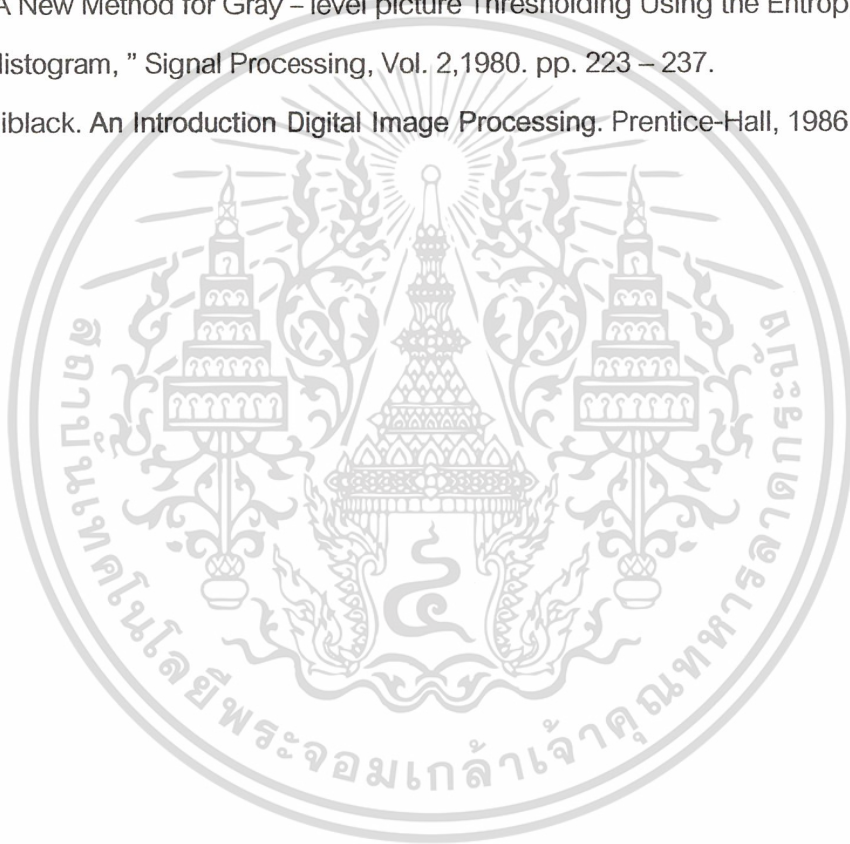 A New Method for Gray – level picture Thresholding Using the Entrop
Histogram, ” Signal Processing, Vol. 2,1980. pp. 223 – 237.
iblack. An Introduction Digital Image Processing. Prentice-Hall, 1986
สถาบันเทคโนโลยีพระจอมเกล้าเจ้าคุณทหารลาดกระบัง
๔